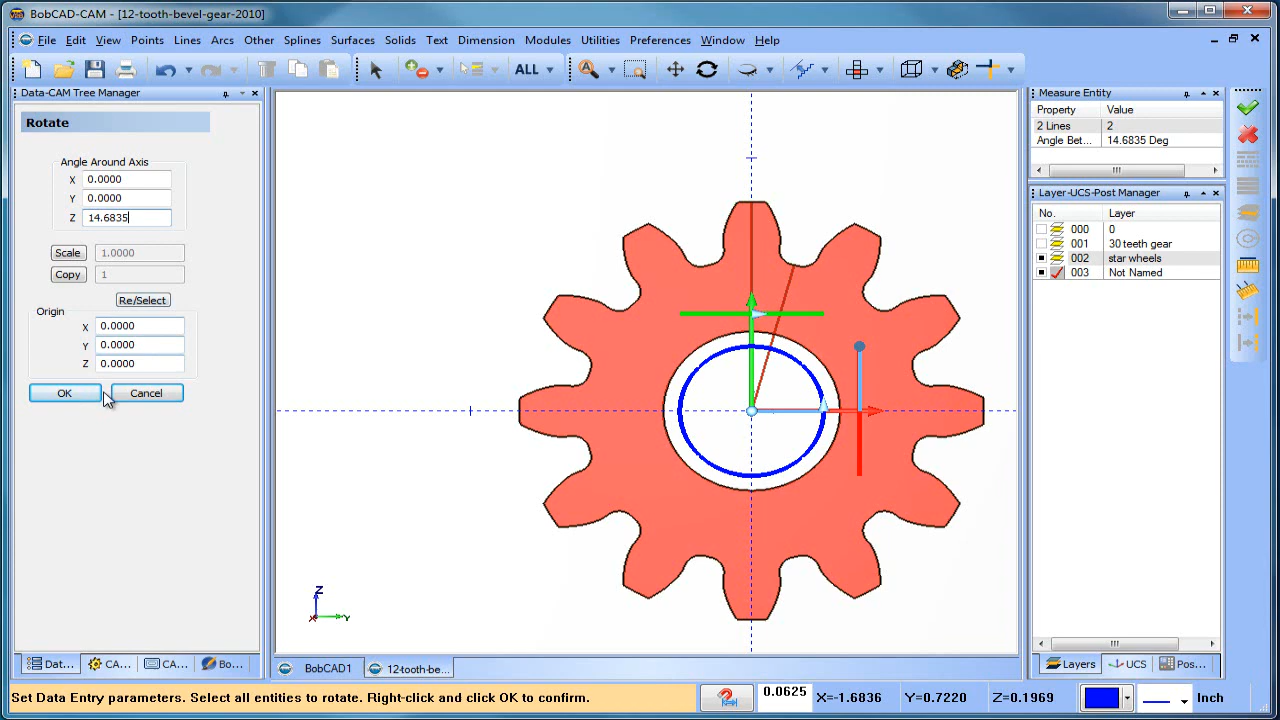 BobCAD-CAM - [12-tooth-bevel-gear-2010]
File Edit View Points Lines Arcs Other Splines Surfaces Solids Text Dimension Modules Utilities Preferences Window Help
ALL
Data-CAM Tree Manager
Rotate
Angle Around Axis
X 0.0000
Y 0.0000
Z 14.6835
Scale 1.0000
Copy 1
Re/Select
Origin
X 0.0000
Y 0.0000
Z 0.0000
OK Cancel
Z
X Y
Measure Entity
Property Value
2 Lines 2
Angle Bet... 14.6835 Deg
Layer-UCS-Post Manager
No. Layer
000 0
001 30 teeth gear
002 star wheels
003 Not Named
Dat... CA... CA... Bo...
BobCAD1 12-tooth-be...
Layers UCS Pos...
Set Data Entry parameters. Select all entities to rotate. Right-click and click OK to confirm.
0.0625 X=-1.6836 Y=0.7220 Z=0.1969 Inch